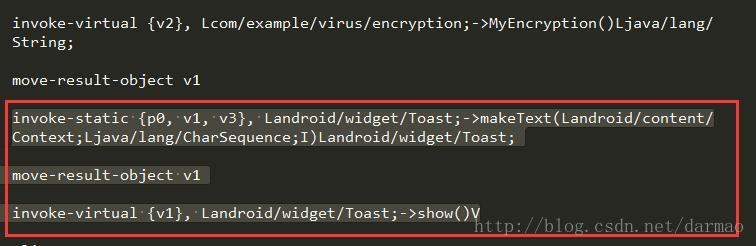 invoke-virtual {v2}, Lcom/example/virus/encryption;->MyEncryption()Ljava/lang/
String;
move-result-object v1
invoke-static {p0, v1, v3}, Landroid/widget/Toast;->makeText(Landroid/content/
Context;Ljava/lang/CharSequence;I)Landroid/widget/Toast;
move-result-object v1
invoke-virtual {v1}, Landroid/widget/Toast;->show()V
http://blog.csdn.net/darmao